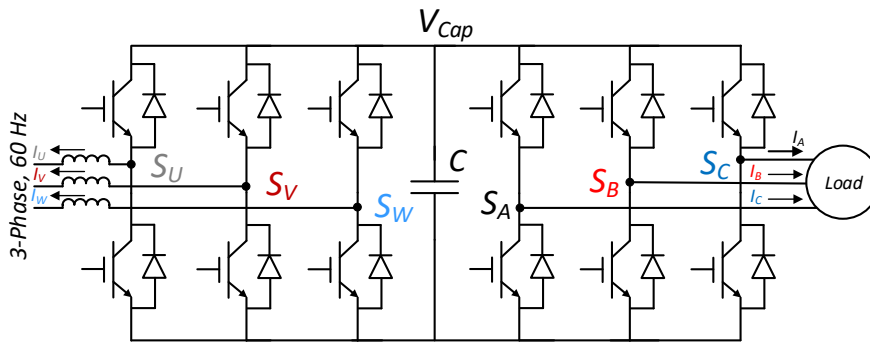 V_Cap
3-Phase, 60 Hz
I_U
I_V
I_W
S_U
S_V
S_W
C
S_A
S_B
S_C
I_A
I_B
I_C
Load